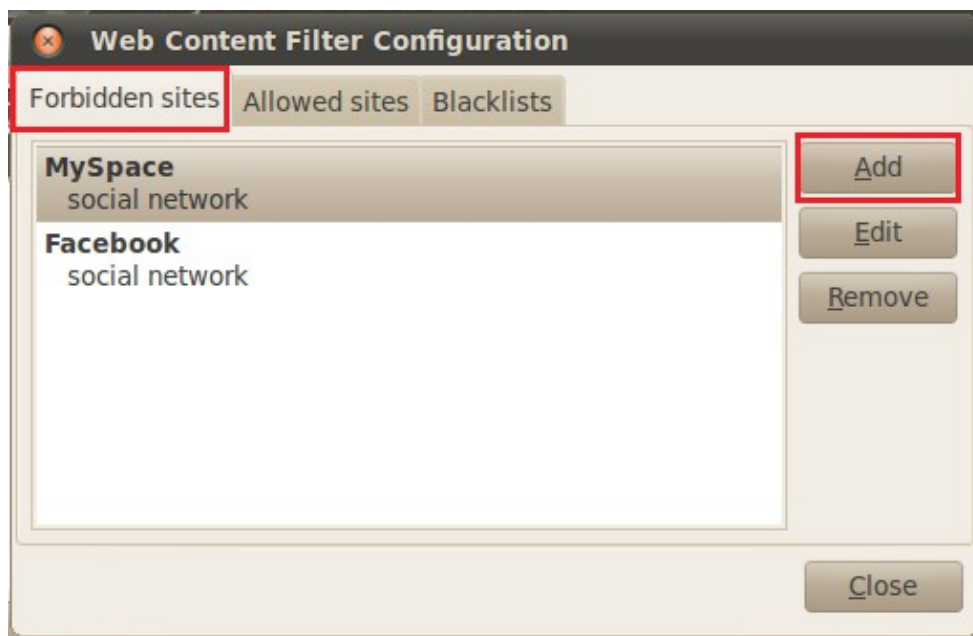 Web Content Filter Configuration
Forbidden sites Allowed sites Blacklists
MySpace
social network
Facebook
social network
Add
Edit
Remove
Close